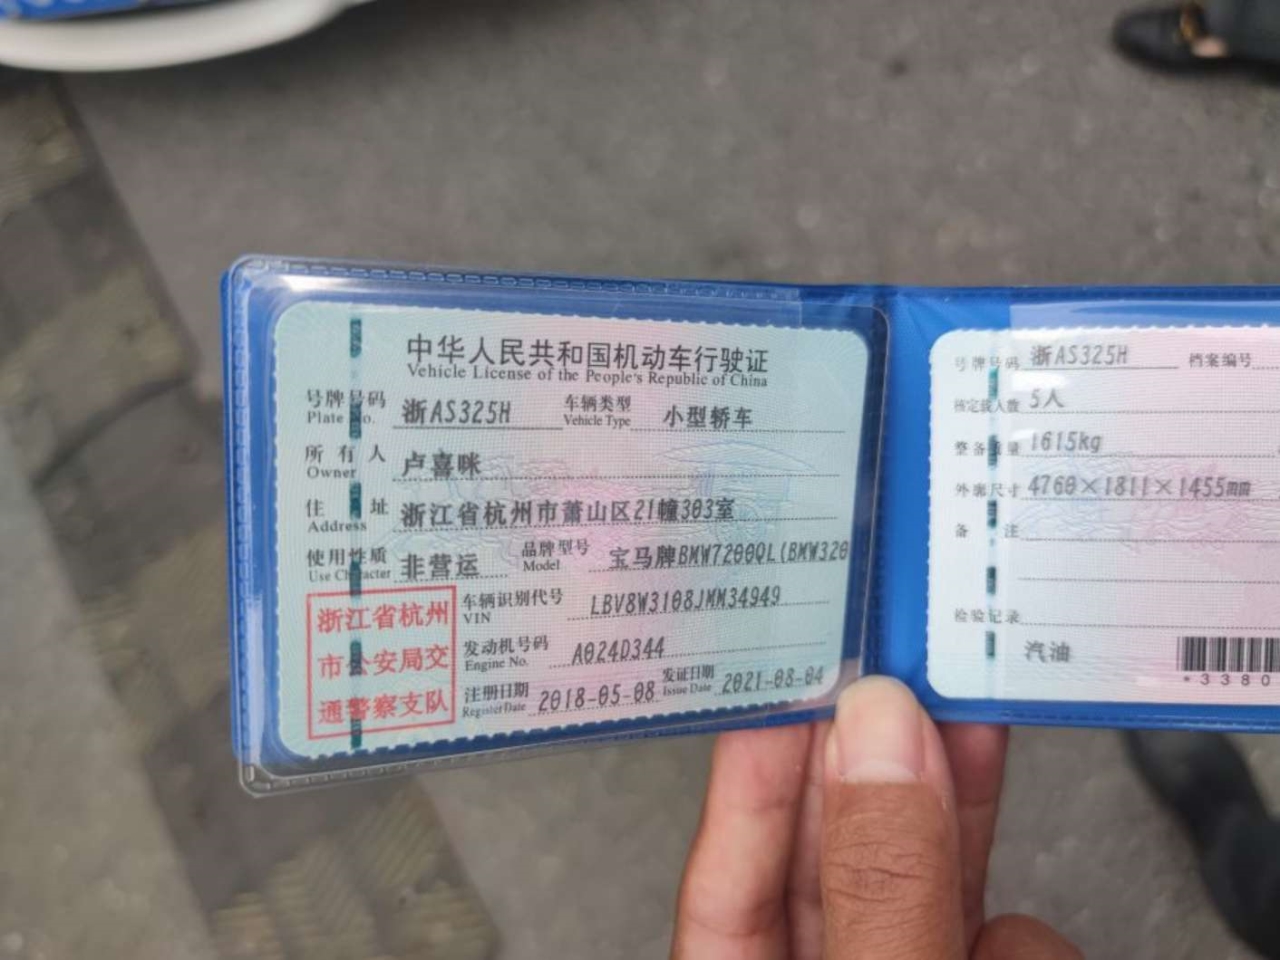 中华人民共和国机动车行驶证
Vehicle License of the People's Republic of China
号牌号码 浙AS325H 车辆类型 小型轿车
Plate No. Vehicle Type
所有人 卢喜咪
Owner
住址 浙江省杭州市萧山区21幢303室
Address
使用性质 非营运 品牌型号 宝马牌BMW7200QL(BMW320
Use Character Model
浙江省杭州
市公安局交
通警察支队
车辆识别代号 LBV8W3108JMM34949
VIN
发动机号码 A024D344
Engine No.
注册日期 2018-05-08 发证日期 2021-08-04
Register Date Issue Date
号牌号码 浙AS325H 档案编号
核定载人数 5人
整备质量 1615kg
外廓尺寸 4760×1811×1455mm
备注
检验记录
汽油
*3380